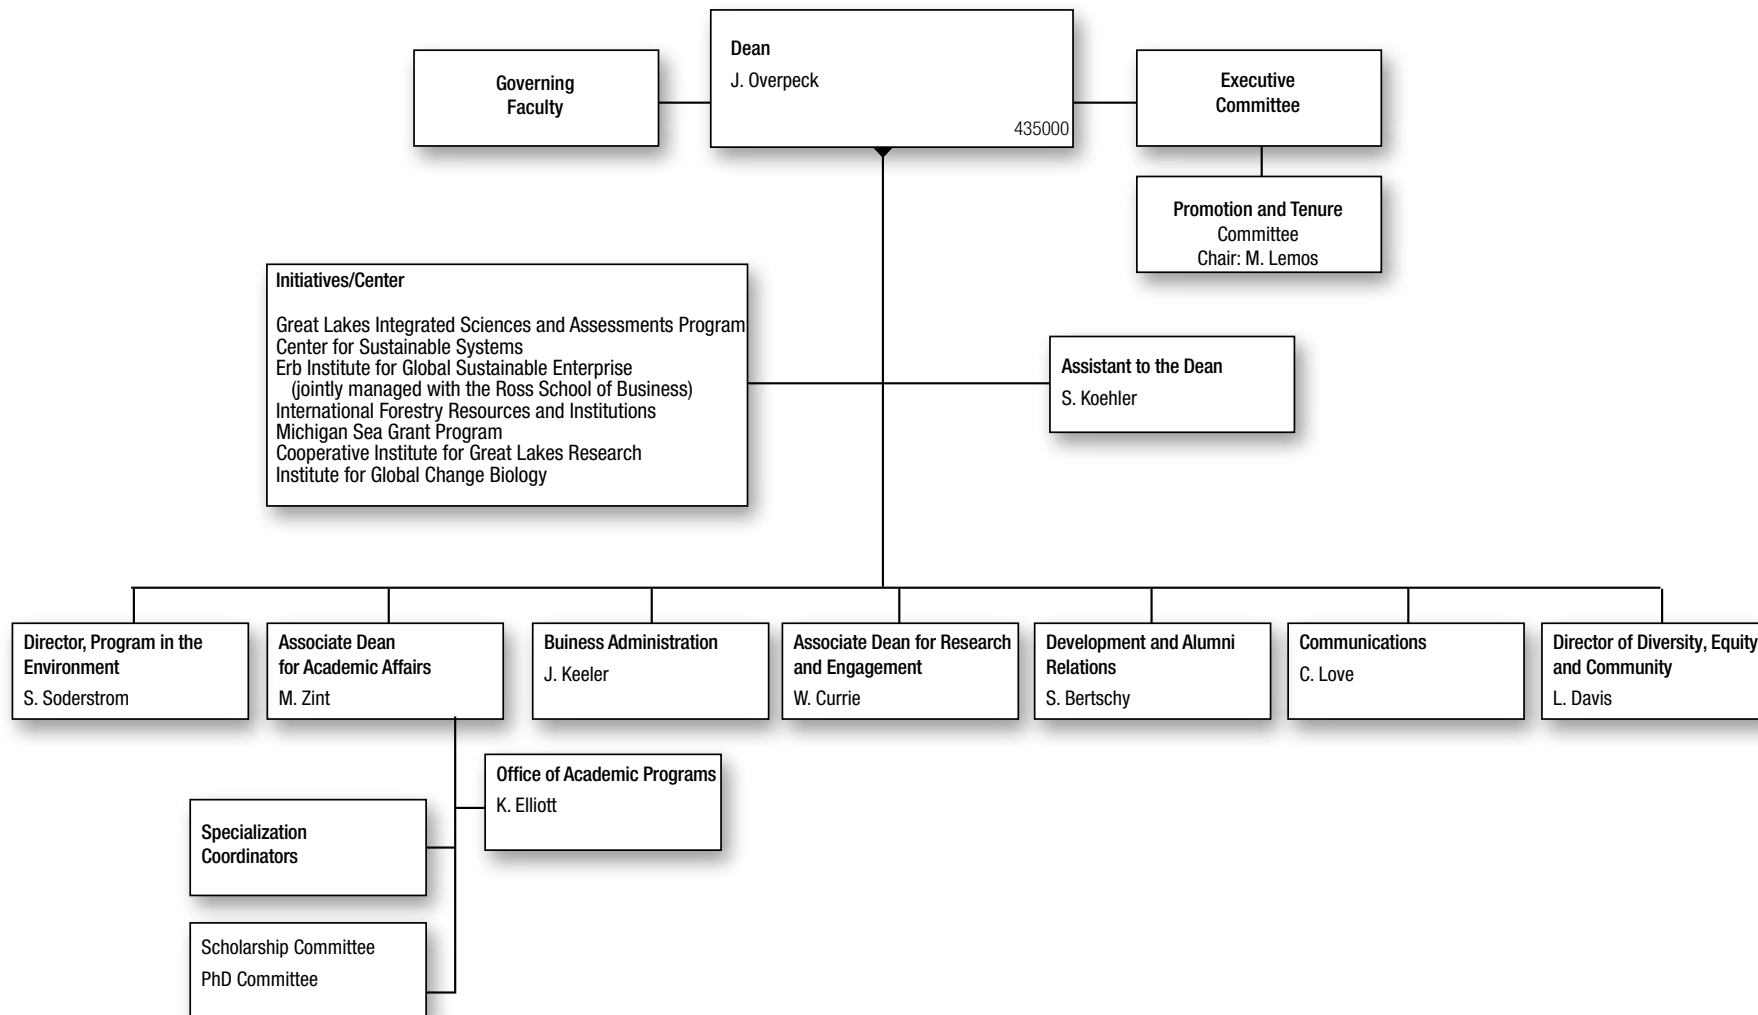 Governing
Faculty
Dean
J. Overpeck
435000
Executive
Committee
Promotion and Tenure
Committee
Chair: M. Lemos
Initiatives/Center
Great Lakes Integrated Sciences and Assessments Program
Center for Sustainable Systems
Erb Institute for Global Sustainable Enterprise
(jointly managed with the Ross School of Business)
International Forestry Resources and Institutions
Michigan Sea Grant Program
Cooperative Institute for Great Lakes Research
Institute for Global Change Biology
Assistant to the Dean
S. Koehler
Director, Program in the
Environment
S. Soderstrom
Associate Dean
for Academic Affairs
M. Zint
Buiness Administration
J. Keeler
Associate Dean for Research
and Engagement
W. Currie
Development and Alumni
Relations
S. Bertschy
Communications
C. Love
Director of Diversity, Equity
and Community
L. Davis
Office of Academic Programs
K. Elliott
Specialization
Coordinators
Scholarship Committee
PhD Committee